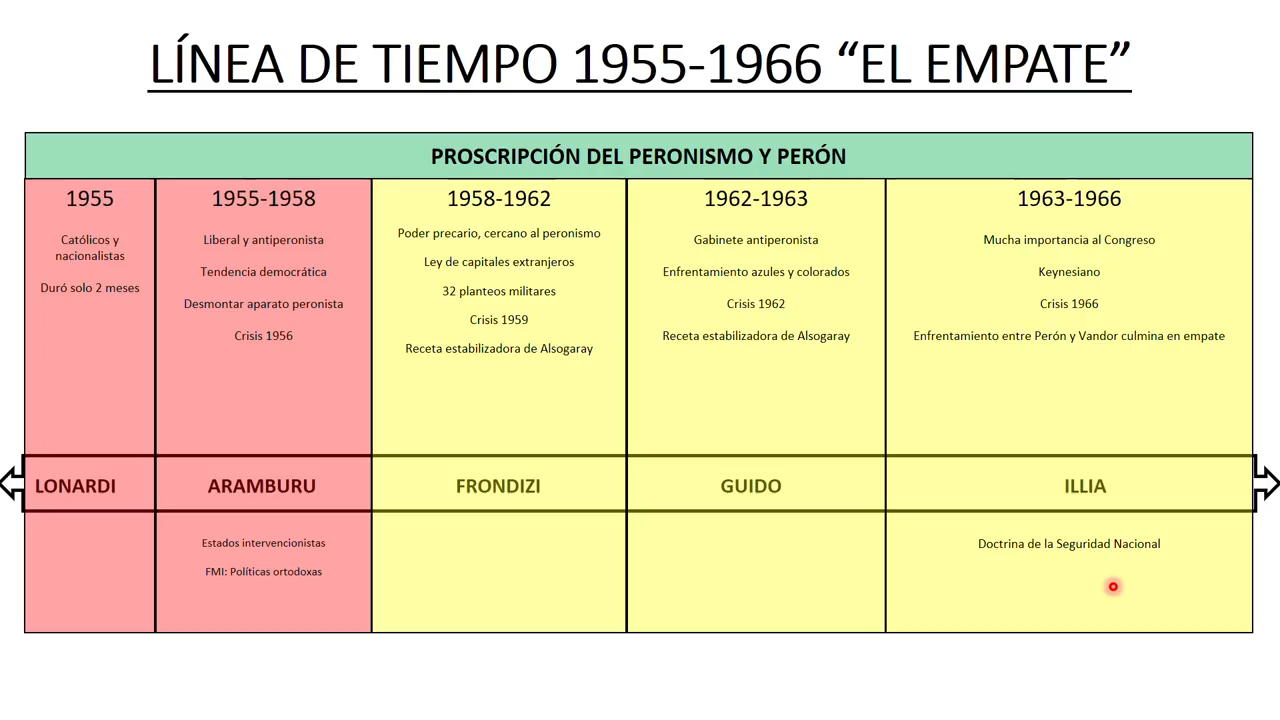 LÍNEA DE TIEMPO 1955-1966 “EL EMPATE”
PROSCRIPCIÓN DEL PERONISMO Y PERÓN
1955
Católicos y
nacionalistas
Duró solo 2 meses
1955-1958
Liberal y antiperonista
Tendencia democrática
Desmontar aparato peronista
Crisis 1956
1958-1962
Poder precario, cercano al peronismo
Ley de capitales extranjeros
32 planteos militares
Crisis 1959
Receta estabilizadora de Alsogaray
1962-1963
Gabinete antiperonista
Enfrentamiento azules y colorados
Crisis 1962
Receta estabilizadora de Alsogaray
1963-1966
Mucha importancia al Congreso
Keynesiano
Crisis 1966
Enfrentamiento entre Perón y Vandor culmina en empate
LONARDI
ARAMBURU
FRONDIZI
GUIDO
ILLIA
Estados intervencionistas
FMI: Políticas ortodoxas
Doctrina de la Seguridad Nacional